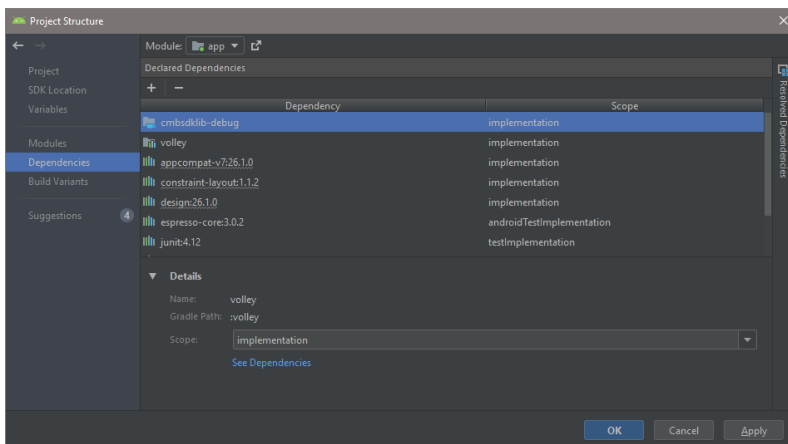 Project Structure
Module: app
Project
SDK Location
Variables
Modules
Dependencies
Build Variants
Suggestions 4
Declared Dependencies
Dependency Scope
cmbsdklib-debug implementation
volley implementation
appcompat-v7:26.1.0 implementation
constraint-layout:1.1.2 implementation
design:26.1.0 implementation
espresso-core:3.0.2 androidTestImplementation
junit:4.12 testImplementation
Details
Name: volley
Gradle Path: :volley
Scope: implementation
See Dependencies
Resolved Dependencies
OK Cancel Apply